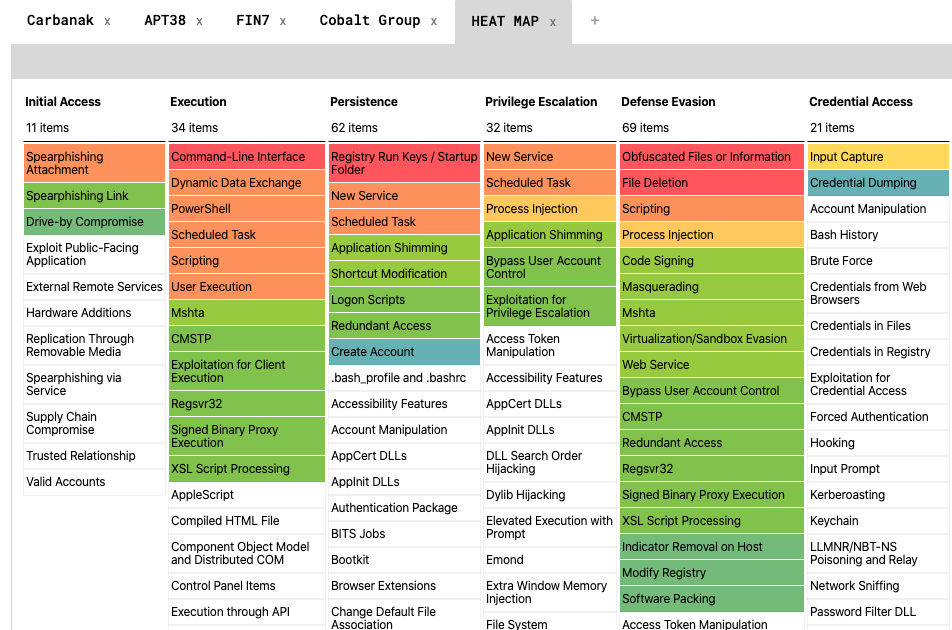 Carbanak x APT38 x FIN7 x Cobalt Group x HEAT MAP x +
Initial Access
11 items
Spearphishing
Attachment
Spearphishing Link
Drive-by Compromise
Exploit Public-Facing
Application
External Remote Services
Hardware Additions
Replication Through
Removable Media
Spearphishing via
Service
Supply Chain
Compromise
Trusted Relationship
Valid Accounts
Execution
34 items
Command-Line Interface
Dynamic Data Exchange
PowerShell
Scheduled Task
Scripting
User Execution
Mshta
CMSTP
Exploitation for Client
Execution
Regsvr32
Signed Binary Proxy
Execution
XSL Script Processing
AppleScript
Compiled HTML File
Component Object Model
and Distributed COM
Control Panel Items
Execution through API
Persistence
62 items
Registry Run Keys / Startup
Folder
New Service
Scheduled Task
Application Shimming
Shortcut Modification
Logon Scripts
Redundant Access
Create Account
.bash_profile and .bashrc
Accessibility Features
Account Manipulation
AppCert DLLs
AppInit DLLs
Authentication Package
BITS Jobs
Bootkit
Browser Extensions
Change Default File
Association
Privilege Escalation
32 items
New Service
Scheduled Task
Process Injection
Application Shimming
Bypass User Account
Control
Exploitation for
Privilege Escalation
Access Token
Manipulation
Accessibility Features
AppCert DLLs
AppInit DLLs
DLL Search Order
Hijacking
Dylib Hijacking
Elevated Execution with
Prompt
Emond
Extra Window Memory
Injection
File System
Defense Evasion
69 items
Obfuscated Files or Information
File Deletion
Scripting
Process Injection
Code Signing
Masquerading
Mshta
Virtualization/Sandbox Evasion
Web Service
Bypass User Account Control
CMSTP
Redundant Access
Regsvr32
Signed Binary Proxy Execution
XSL Script Processing
Indicator Removal on Host
Modify Registry
Software Packing
Access Token Manipulation
Credential Access
21 items
Input Capture
Credential Dumping
Account Manipulation
Bash History
Brute Force
Credentials from Web
Browsers
Credentials in Files
Credentials in Registry
Exploitation for
Credential Access
Forced Authentication
Hooking
Input Prompt
Kerberoasting
Keychain
LLMNR/NBT-NS
Poisoning and Relay
Network Sniffing
Password Filter DLL